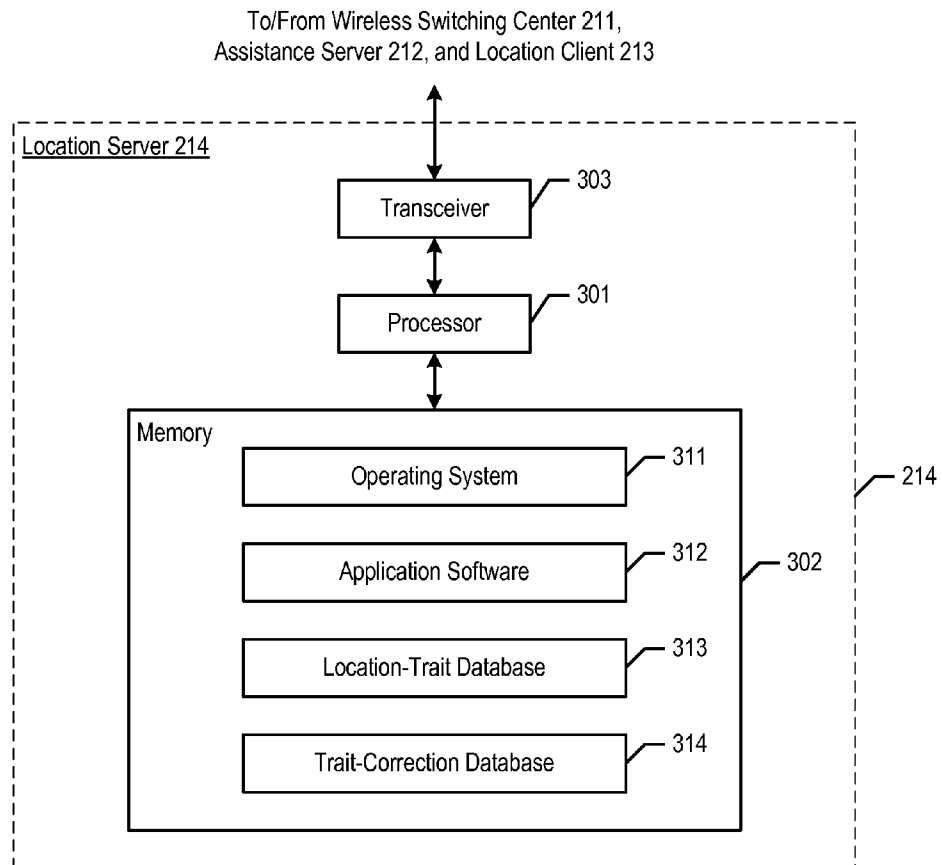 To/From Wireless Switching Center 211,
Assistance Server 212, and Location Client 213
Location Server 214
Transceiver
303
Processor
301
Memory
Operating System
311
214
Application Software
312
302
Location-Trait Database
313
Trait-Correction Database
314